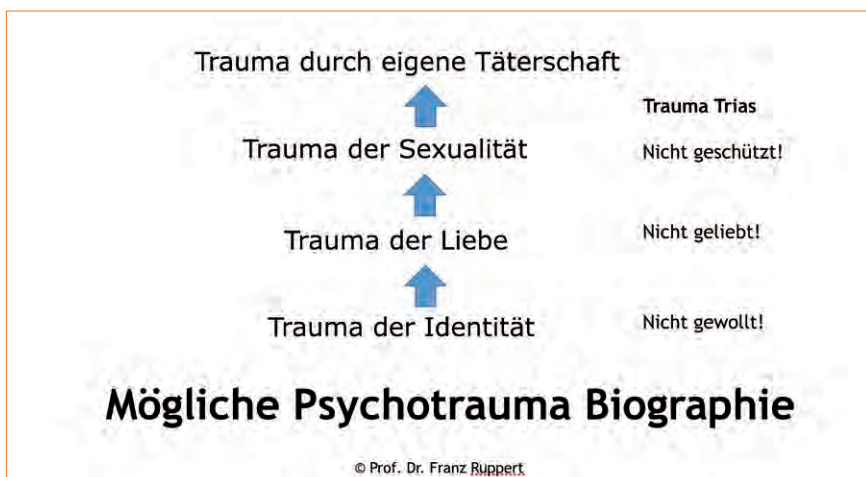 Trauma durch eigene Täterschaft
Trauma Trias
Trauma der Sexualität
Nicht geschützt!
Trauma der Liebe
Nicht geliebt!
Trauma der Identität
Nicht gewollt!
Mögliche Psychotrauma Biographie
© Prof. Dr. Franz Ruppert